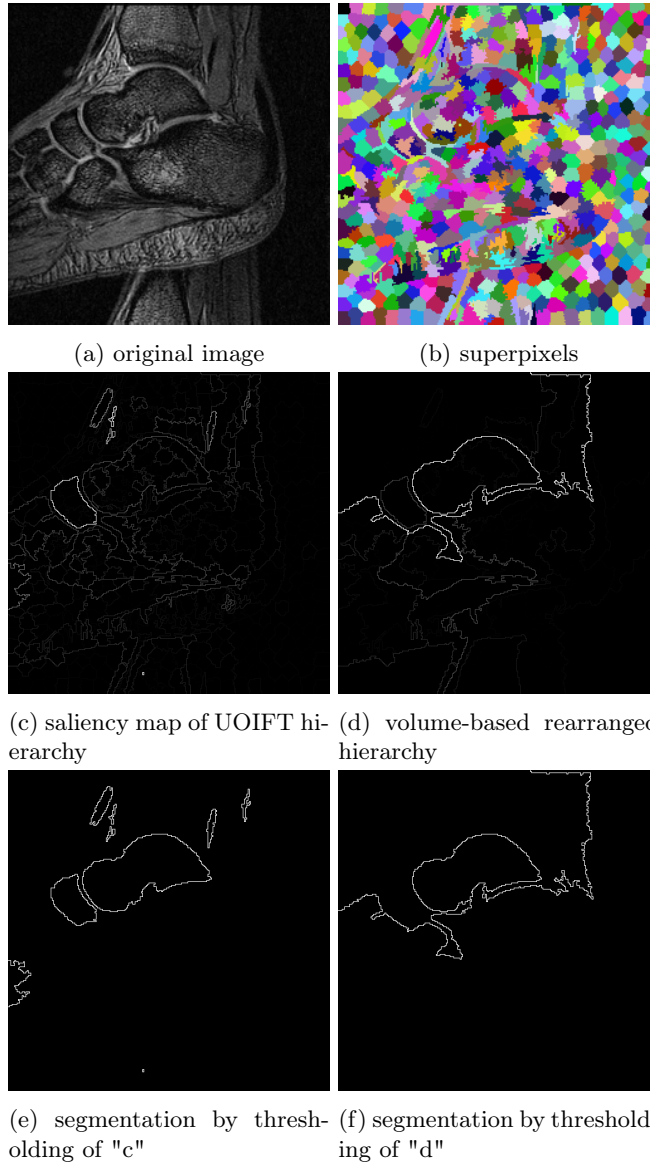 (a) original image
(b) superpixels
(c) saliency map of UOIFT hi-
erarchy
(d) volume-based rearranged
hierarchy
(e) segmentation by thresh-
olding of "c"
(f) segmentation by threshold
ing of "d"